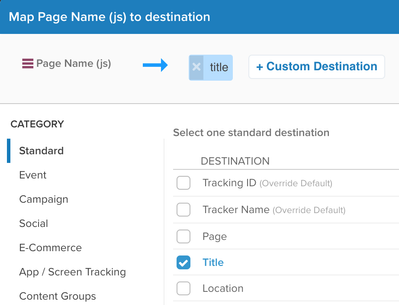 Map Page Name (js) to destination
Page Name (js)
title
+ Custom Destination
CATEGORY
Standard
Event
Campaign
Social
E-Commerce
App / Screen Tracking
Content Groups
Select one standard destination
DESTINATION
Tracking ID (Override Default)
Tracker Name (Override Default)
Page
Title
Location